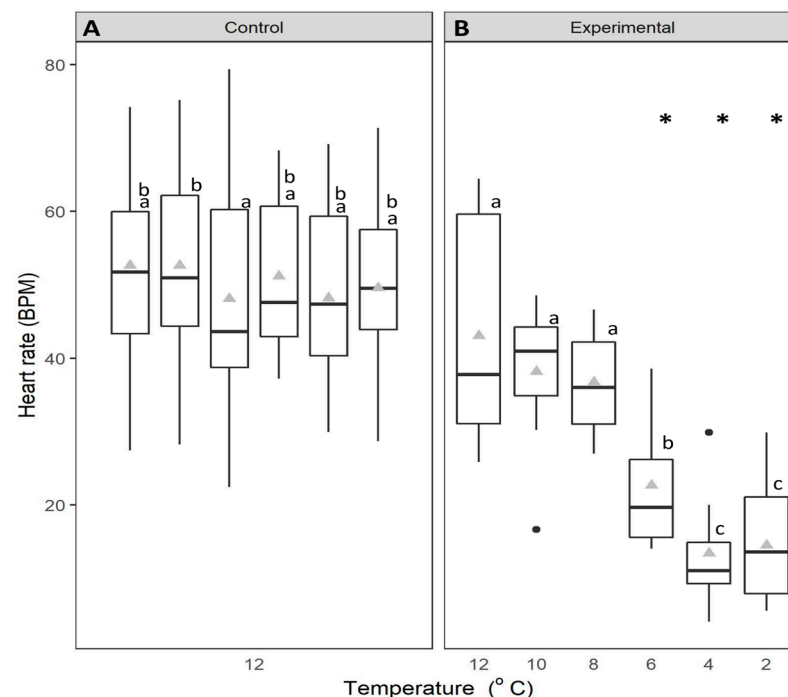 A Control
B Experimental
* * *
80
60
40
20
Heart rate (BPM)
b
a
b
a
b
a
b
a
b
a
a
a
a
b
c
c
12
12 10 8 6 4 2
Temperature (° C)